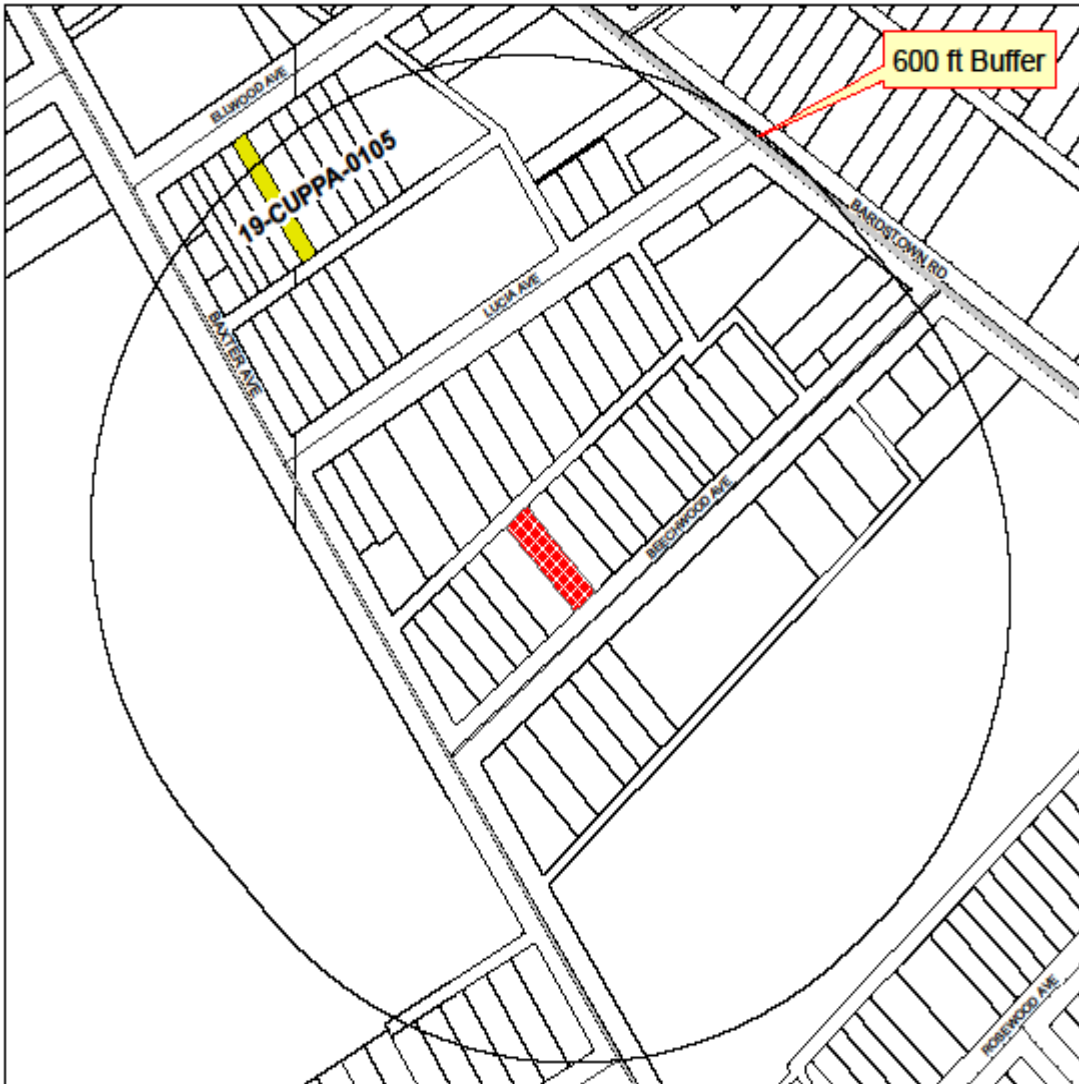 600 ft Buffer
ELLWOOD AVE
19-CUPPA-0105
BARDSTOWN RD
LUCIA AVE
BAXTER AVE
BEECHWOOD AVE
ROSEWOOD AVE